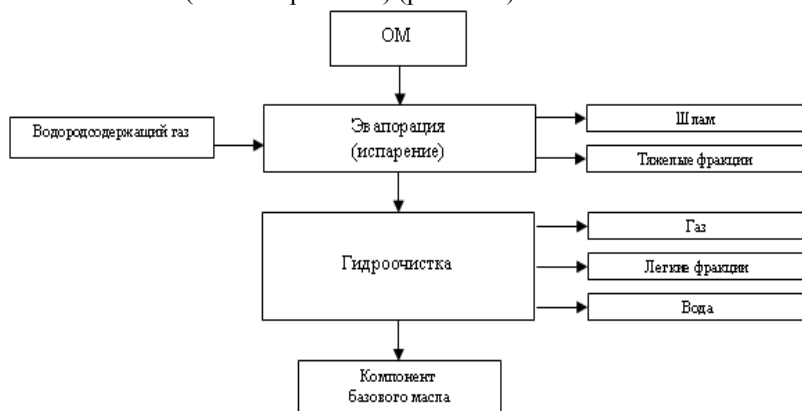 ОМ
Водородсодержащий газ
Эвапорация
(испарение)
Шлам
Тяжелые фракции
Гидроочистка
Газ
Легкие фракции
Вода
Компонент
базового масла